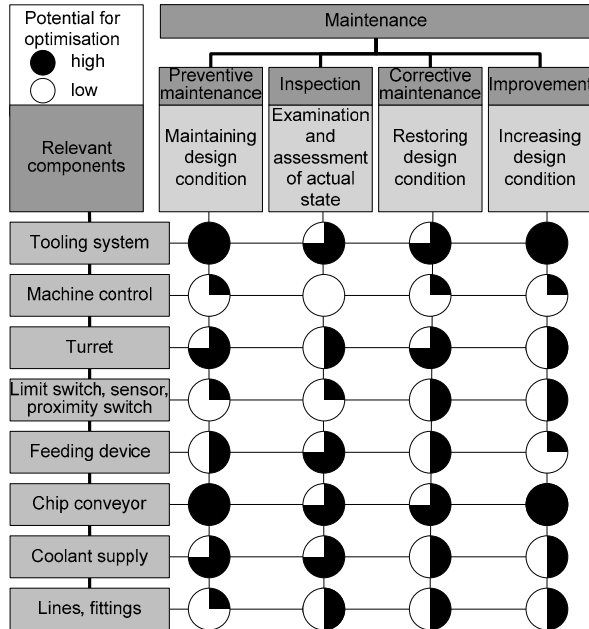 Potential for
optimisation
high
low
Maintenance
Preventive
maintenance
Inspection
Corrective
maintenance
Improvement
Relevant
components
Maintaining
design
condition
Examination
and
assessment
of actual
state
Restoring
design
condition
Increasing
design
condition
Tooling system
Machine control
Turret
Limit switch, sensor,
proximity switch
Feeding device
Chip conveyor
Coolant supply
Lines, fittings